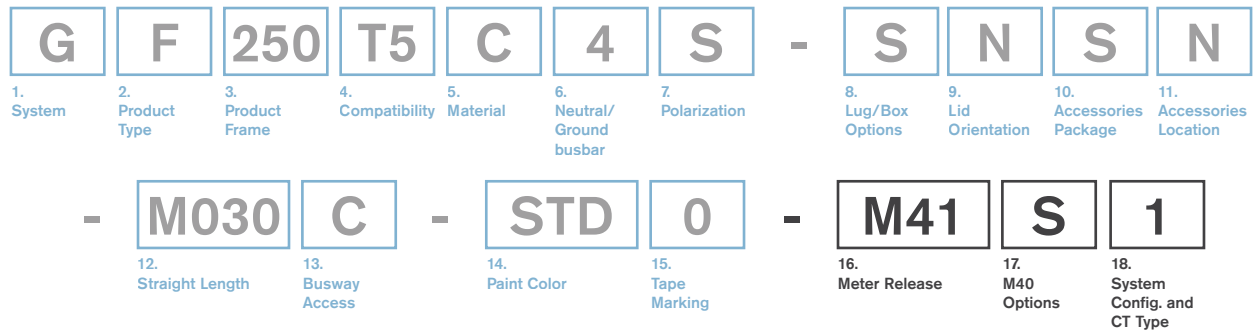 G F 250 T5 C 4 S - S N S N
1. 2. 3. 4. 5. 6. 7. 8. 9. 10. 11.
System Product Product Compatibility Material Neutral/ Polarization Lug/Box Lid Accessories Accessories
Type Frame Ground Options Orientation Package Location
busbar
- M030 C - STD 0 - M41 S 1
12. 13. 14. 15. 16. 17. 18.
Straight Length Busway Paint Color Tape Meter Release M40 System
Access Marking Options Config. and
CT Type